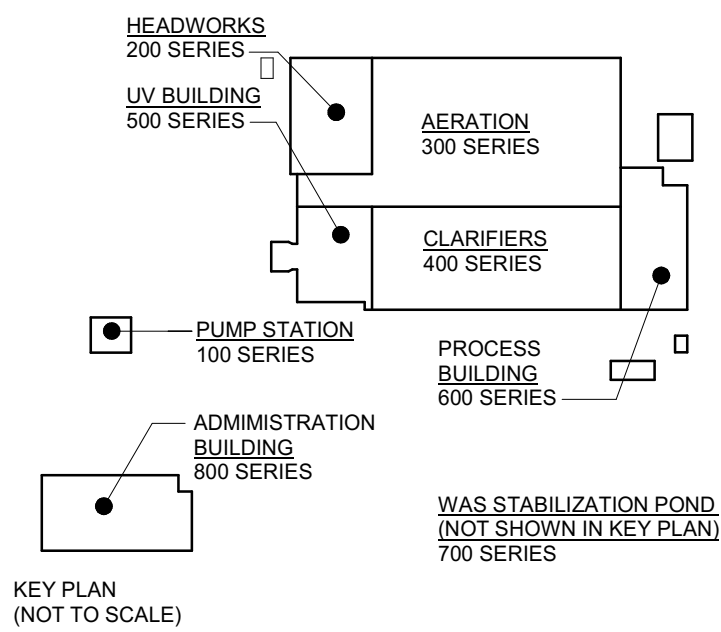 HEADWORKS
200 SERIES
UV BUILDING
500 SERIES
AERATION
300 SERIES
CLARIFIERS
400 SERIES
PUMP STATION
100 SERIES
PROCESS
BUILDING
600 SERIES
ADMIMISTRATION
BUILDING
800 SERIES
WAS STABILIZATION POND
(NOT SHOWN IN KEY PLAN)
700 SERIES
KEY PLAN
(NOT TO SCALE)